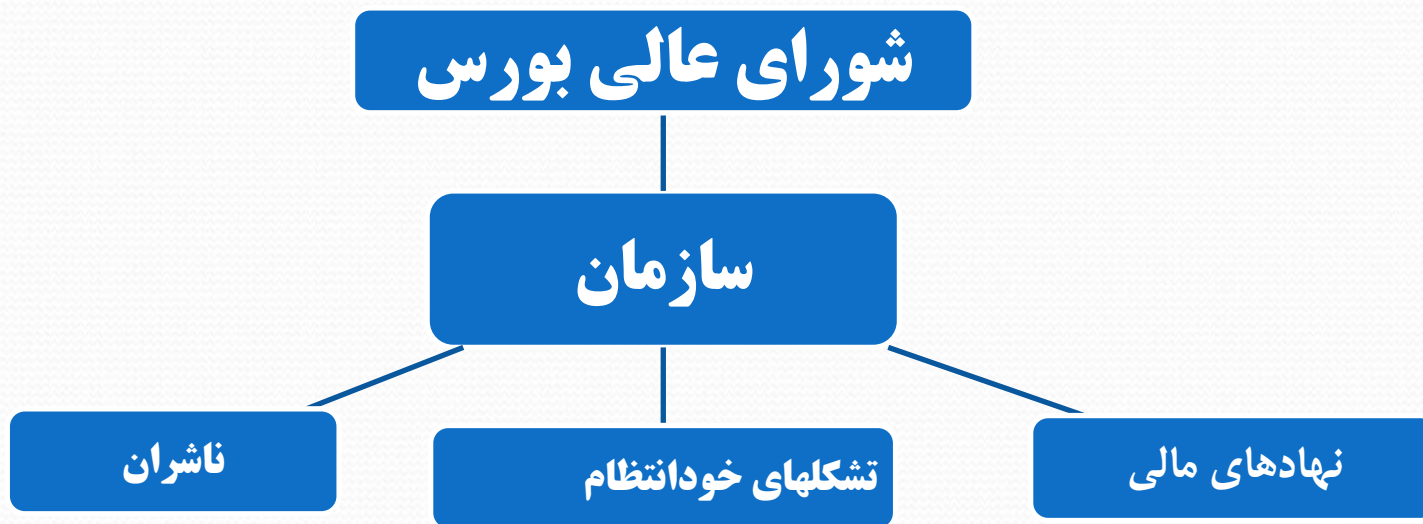 شورای عالی بورس
سازمان
نهادهای مالی
تشکلهای خودانتظام
ناشران